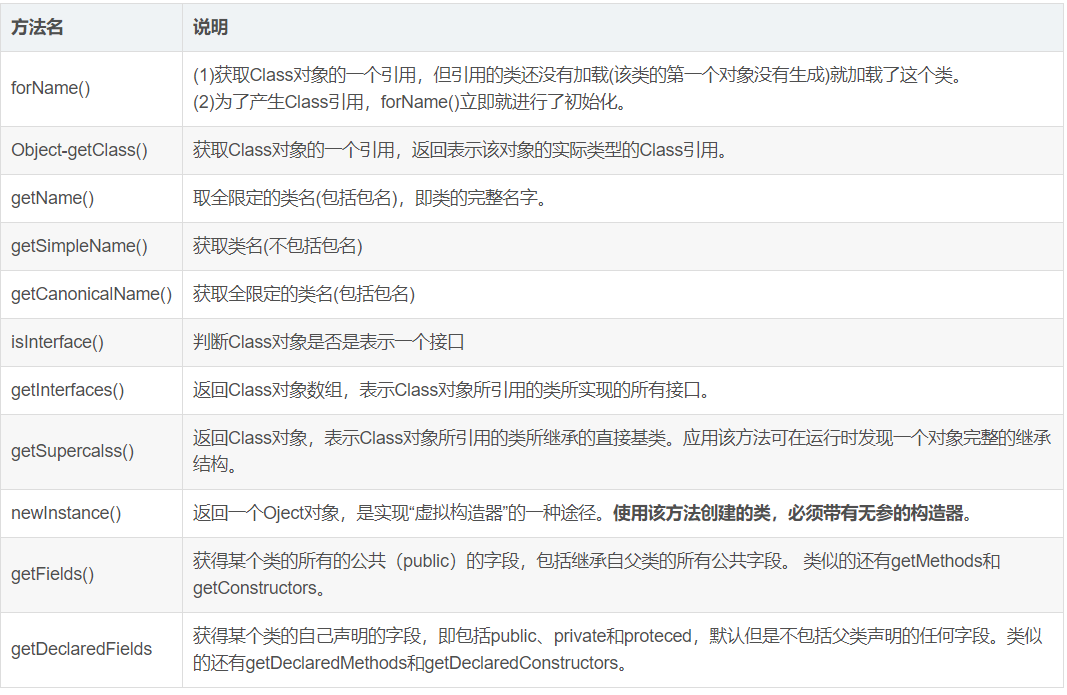 方法名 说明
forName() (1)获取Class对象的一个引用，但引用的类还没有加载(该类的第一个对象没有生成)就加载了这个类。
(2)为了产生Class引用，forName()立即就进行了初始化。
Object-getClass() 获取Class对象的一个引用，返回表示该对象的实际类型的Class引用。
getName() 取全限定的类名(包括包名)，即类的完整名字。
getSimpleName() 获取类名(不包括包名)
getCanonicalName() 获取全限定的类名(包括包名)
isInterface() 判断Class对象是否是表示一个接口
getInterfaces() 返回Class对象数组，表示Class对象所引用的类所实现的所有接口。
getSupercalss() 返回Class对象，表示Class对象所引用的类所继承的直接基类。应用该方法可在运行时发现一个对象完整的继承
结构。
newInstance() 返回一个Oject对象，是实现“虚拟构造器”的一种途径。使用该方法创建的类，必须带有无参的构造器。
getFields() 获得某个类的所有的公共（public）的字段，包括继承自父类的所有公共字段。 类似的还有getMethods和
getConstructors。
getDeclaredFields 获得某个类的自己声明的字段，即包括public、private和proteced，默认但是不包括父类声明的任何字段。类似
的还有getDeclaredMethods和getDeclaredConstructors。